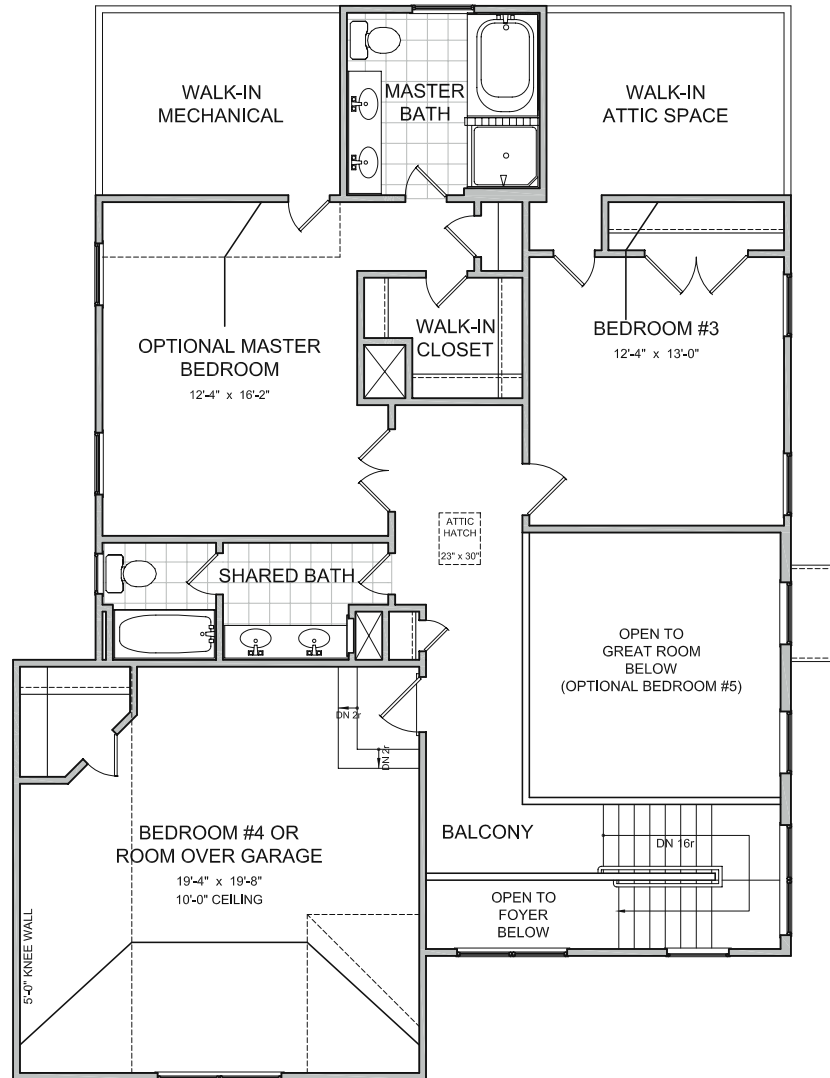 WALK-IN
MECHANICAL
MASTER
BATH
WALK-IN
ATTIC SPACE
OPTIONAL MASTER
BEDROOM
12'-4" x 16'-2"
WALK-IN
CLOSET
BEDROOM #3
12'-4" x 13'-0"
ATTIC
HATCH
23" x 30"
SHARED BATH
OPEN TO
GREAT ROOM
BELOW
(OPTIONAL BEDROOM #5)
DN 2r
DN 2r
BEDROOM #4 OR
ROOM OVER GARAGE
19'-4" x 19'-8"
10'-0" CEILING
5'-0" KNEE WALL
BALCONY
DN 16r
OPEN TO
FOYER
BELOW